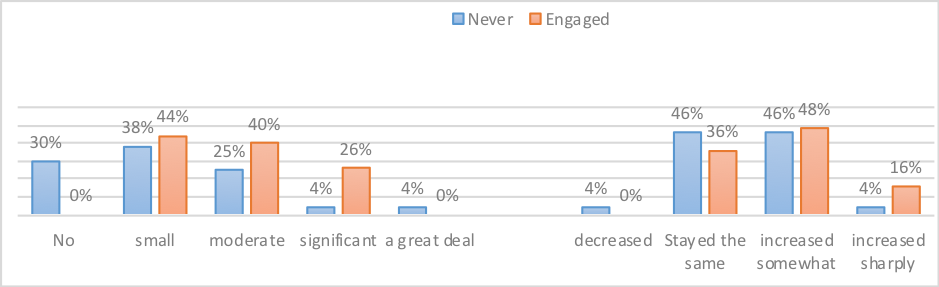 Never Engaged
46% 46% 48%
38% 44% 40% 36%
30% 25% 26% 16%
0% 4% 4% 0% 4% 0% 4%
No small moderate significant a great deal decreased Stayed the increased increased
same somewhat sharply